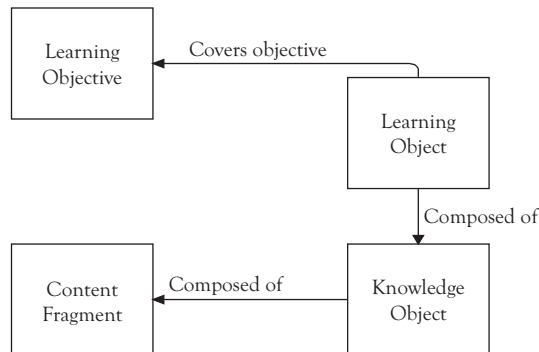 Learning
Objective
Covers objective
Learning
Object
Composed of
Content
Fragment
Composed of
Knowledge
Object